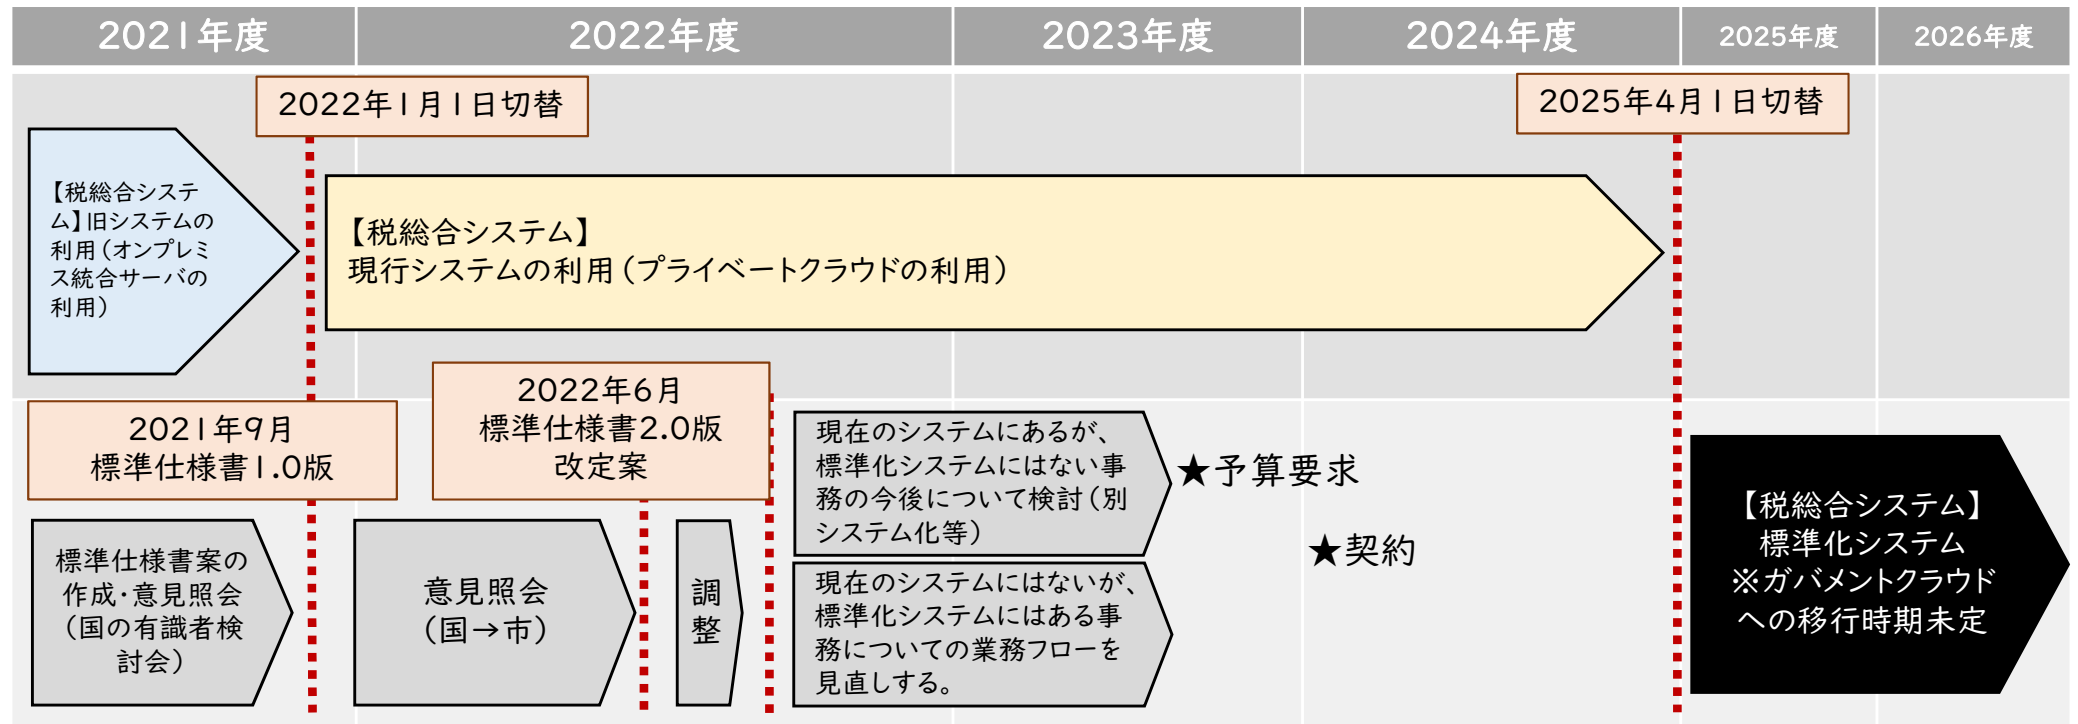 2021年度
2022年度
2023年度
2024年度
2025年度
2026年度
2022年1月1日切替
2025年4月1日切替
【税総合システ
ム】旧システムの
利用（オンプレミ
ス統合サーバの
利用）
【税総合システム】
現行システムの利用（プライベートクラウドの利用）
2021年9月
標準仕様書1.0版
2022年6月
標準仕様書2.0版
改定案
標準仕様書案の
作成・意見照会
（国の有識者検
討会）
意見照会
（国→市）
調
整
現在のシステムにあるが、
標準化システムにはない事
務の今後について検討（別
システム化等）
現在のシステムにはないが、
標準化システムにはある事
務についての業務フローを
見直しする。
★予算要求
★契約
【税総合システム】
標準化システム
※ガバメントクラウド
への移行時期未定